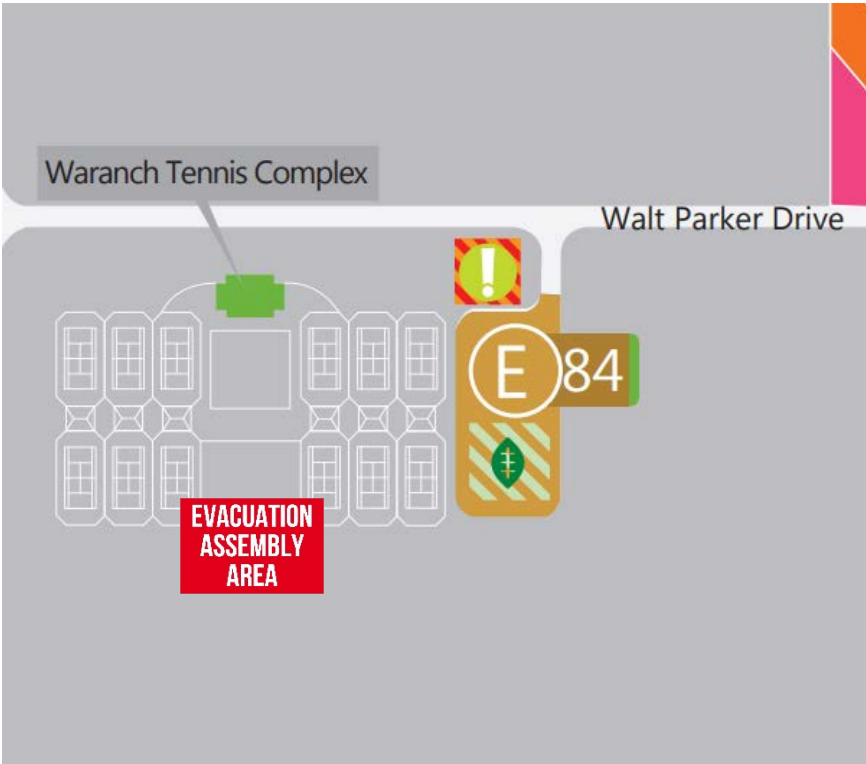 Waranch Tennis Complex
Walt Parker Drive
!
E 84
EVACUATION
ASSEMBLY
AREA